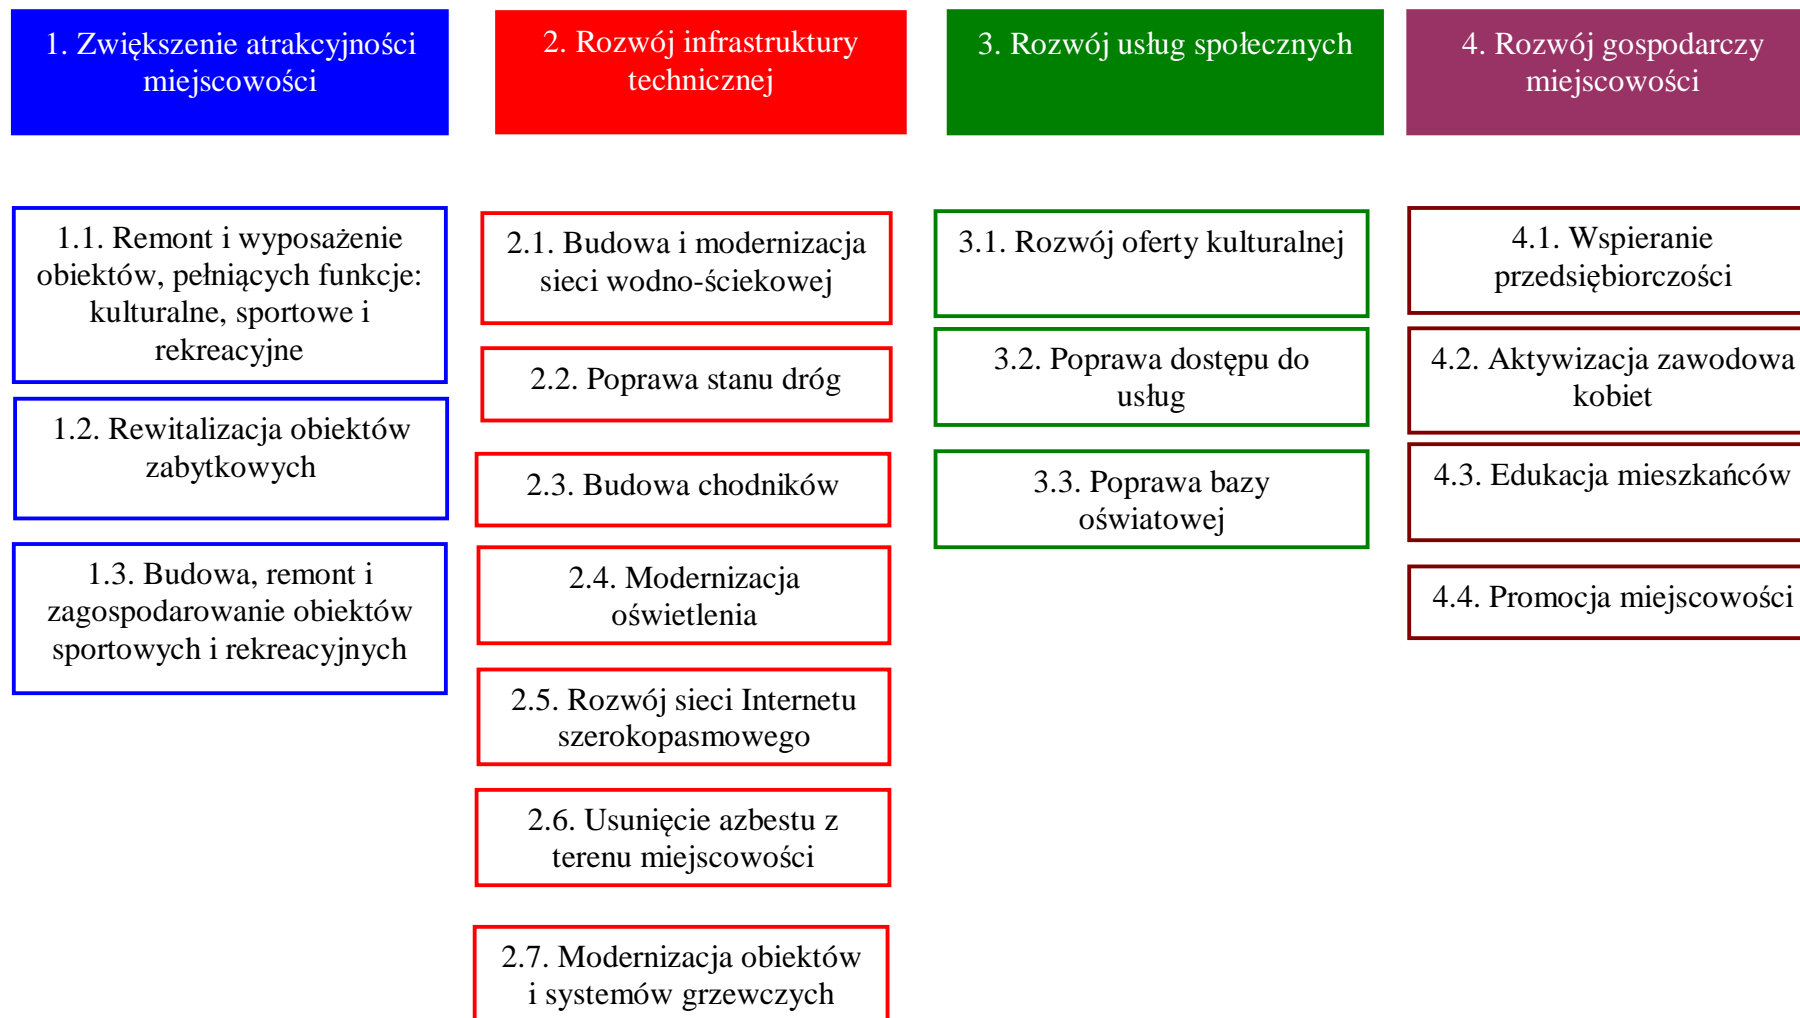 1. Zwiększenie atrakcyjności
miejscowości
2. Rozwój infrastruktury
technicznej
3. Rozwój usług społecznych
4. Rozwój gospodarczy
miejscowości
1.1. Remont i wyposażenie
obiektów, pełniących funkcje:
kulturalne, sportowe i
rekreacyjne
1.2. Rewitalizacja obiektów
zabytkowych
1.3. Budowa, remont i
zagospodarowanie obiektów
sportowych i rekreacyjnych
2.1. Budowa i modernizacja
sieci wodno-ściekowej
2.2. Poprawa stanu dróg
2.3. Budowa chodników
2.4. Modernizacja
oświetlenia
2.5. Rozwój sieci Internetu
szerokopasmowego
2.6. Usunięcie azbestu z
terenu miejscowości
2.7. Modernizacja obiektów
i systemów grzewczych
3.1. Rozwój oferty kulturalnej
3.2. Poprawa dostępu do
usług
3.3. Poprawa bazy
oświatowej
4.1. Wspieranie
przedsiębiorczości
4.2. Aktywizacja zawodowa
kobiet
4.3. Edukacja mieszkańców
4.4. Promocja miejscowości